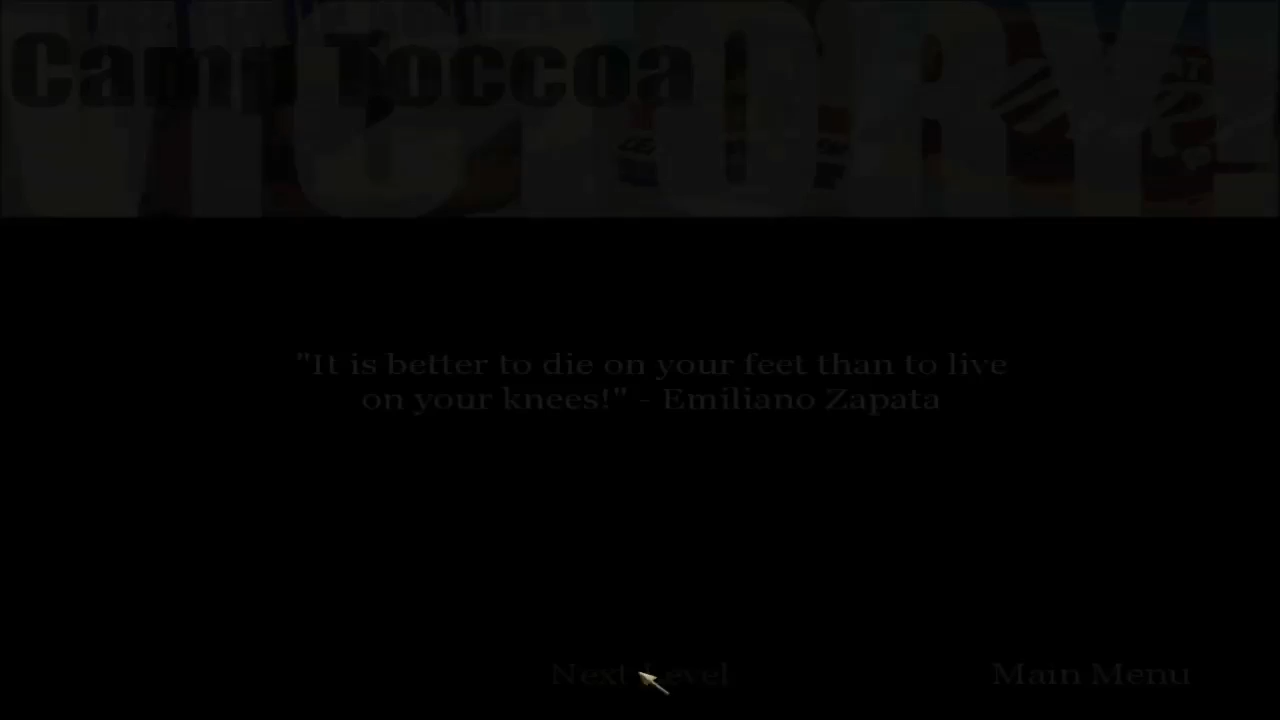 VICTORY!
Camp Toccoa
"It is better to die on your feet than to live
on your knees!" - Emiliano Zapata
Next Level
Main Menu